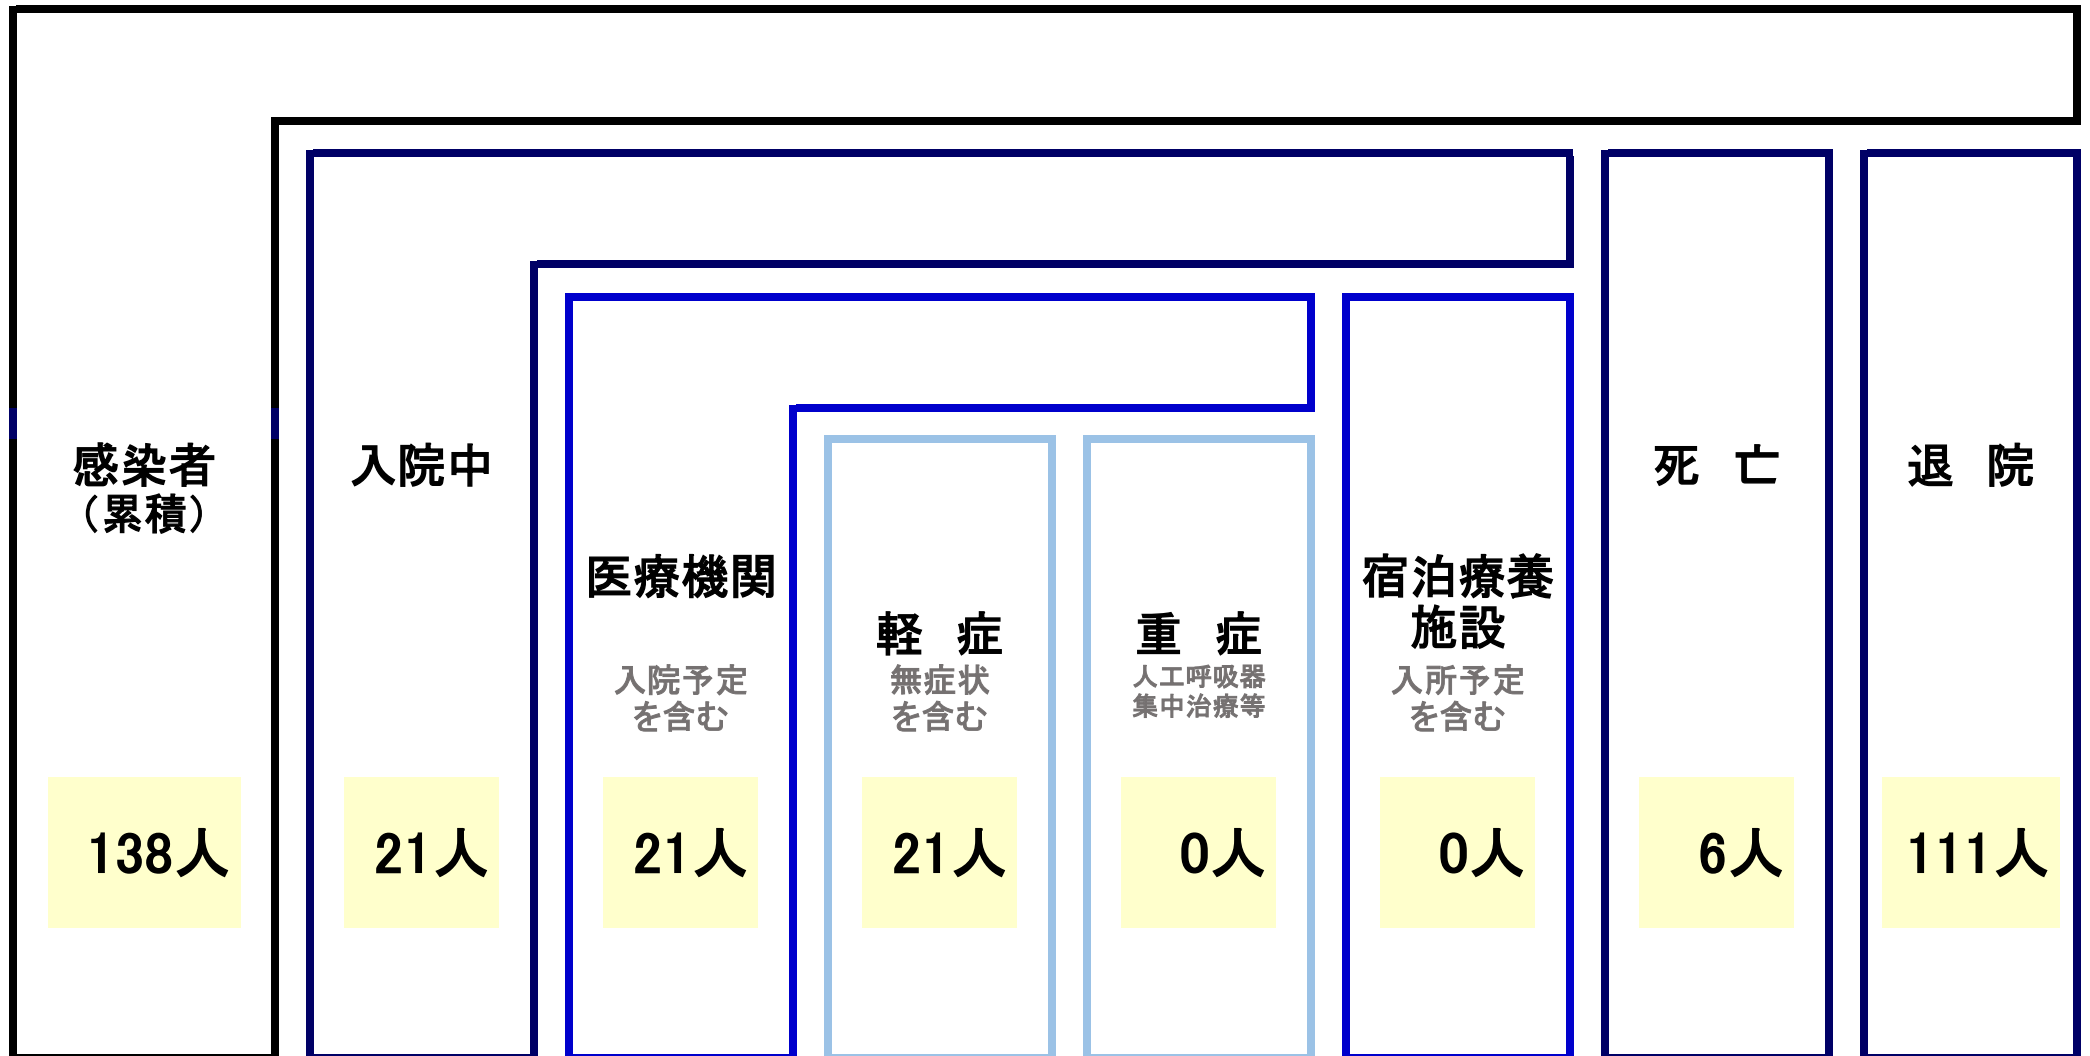 感染者
（累積）
138人
入院中
21人
医療機関
入院予定
を含む
21人
軽 症
無症状
を含む
21人
重 症
人工呼吸器
集中治療等
0人
宿泊療養
施設
入所予定
を含む
0人
死 亡
6人
退 院
111人